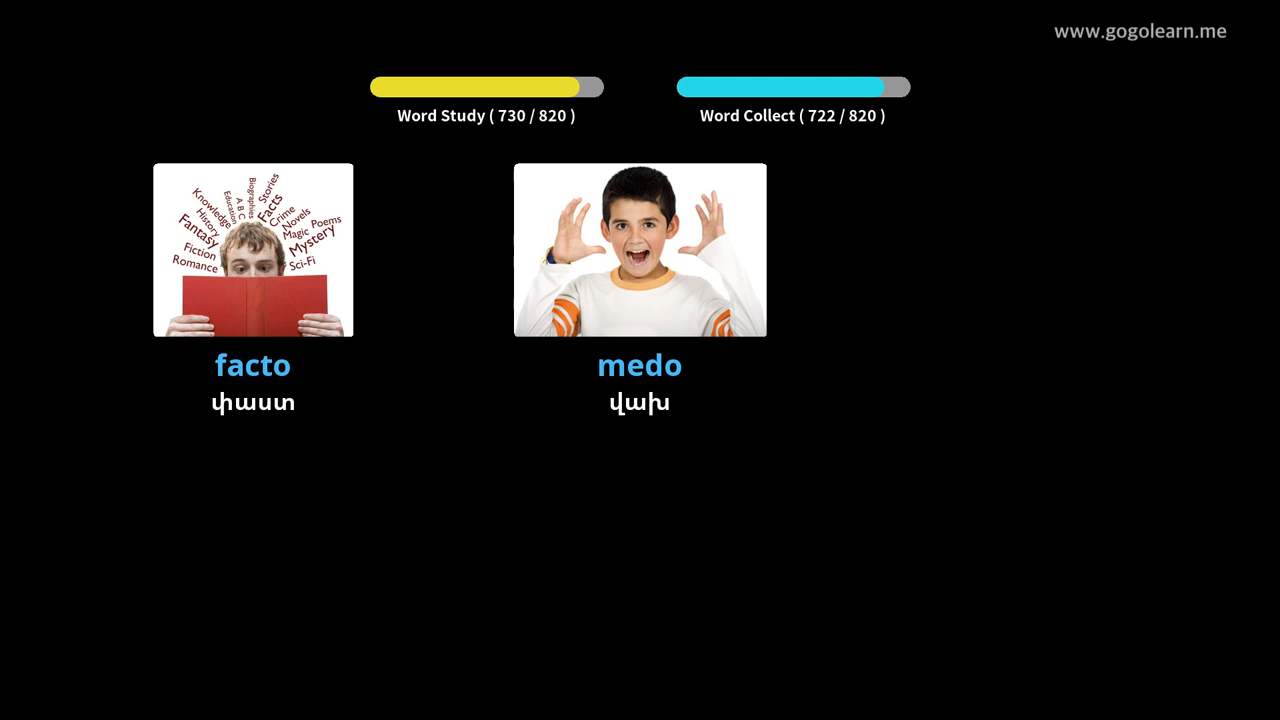 www.gogolearn.me
Word Study ( 730 / 820 )
Word Collect ( 722 / 820 )
Stories
Biographies
Facts
A B C
Education
Knowledge
Crime
Novels
History
Poems
Magic
Fantasy
Mystery
Fiction
Romance
Sci-Fi
facto
medo
փաստ
վախ